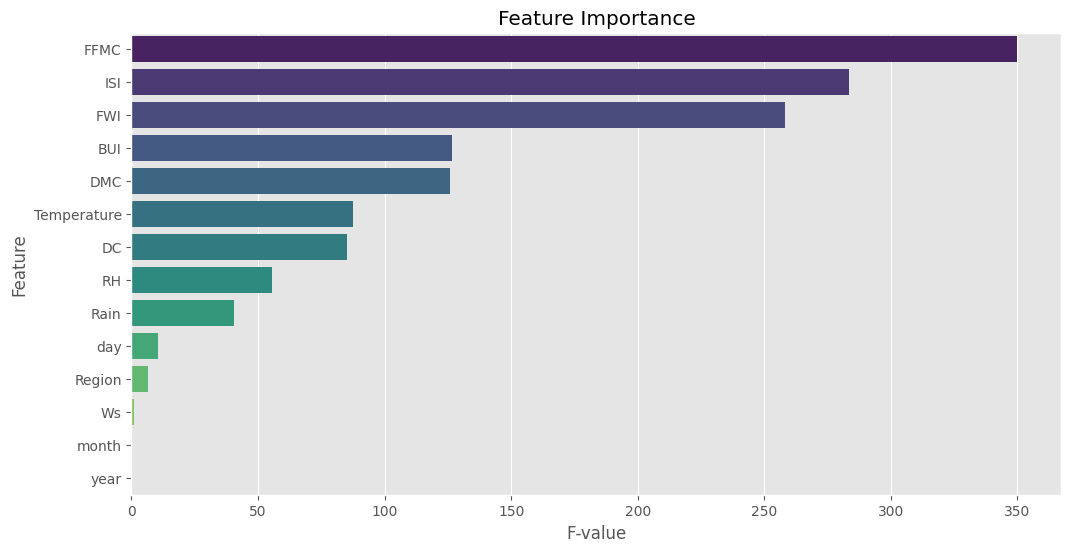 Feature Importance
Feature
FFMC
ISI
FWI
BUI
DMC
Temperature
DC
RH
Rain
day
Region
Ws
month
year
0 50 100 150 200 250 300 350
F-value